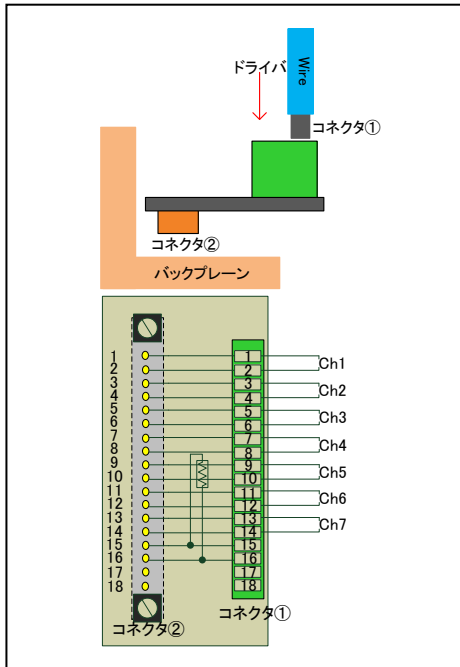 ドライバ
Wire
コネクタ①
コネクタ②
バックプレーン
1 1
2 2
Ch1
3 3
4 4
Ch2
5 5
6 6
Ch3
7 7
8 8
Ch4
9 9
10 10
Ch5
11 11
12 12
Ch6
13 13
14 14
Ch7
15 15
16 16
17 17
18 18
コネクタ①
コネクタ②